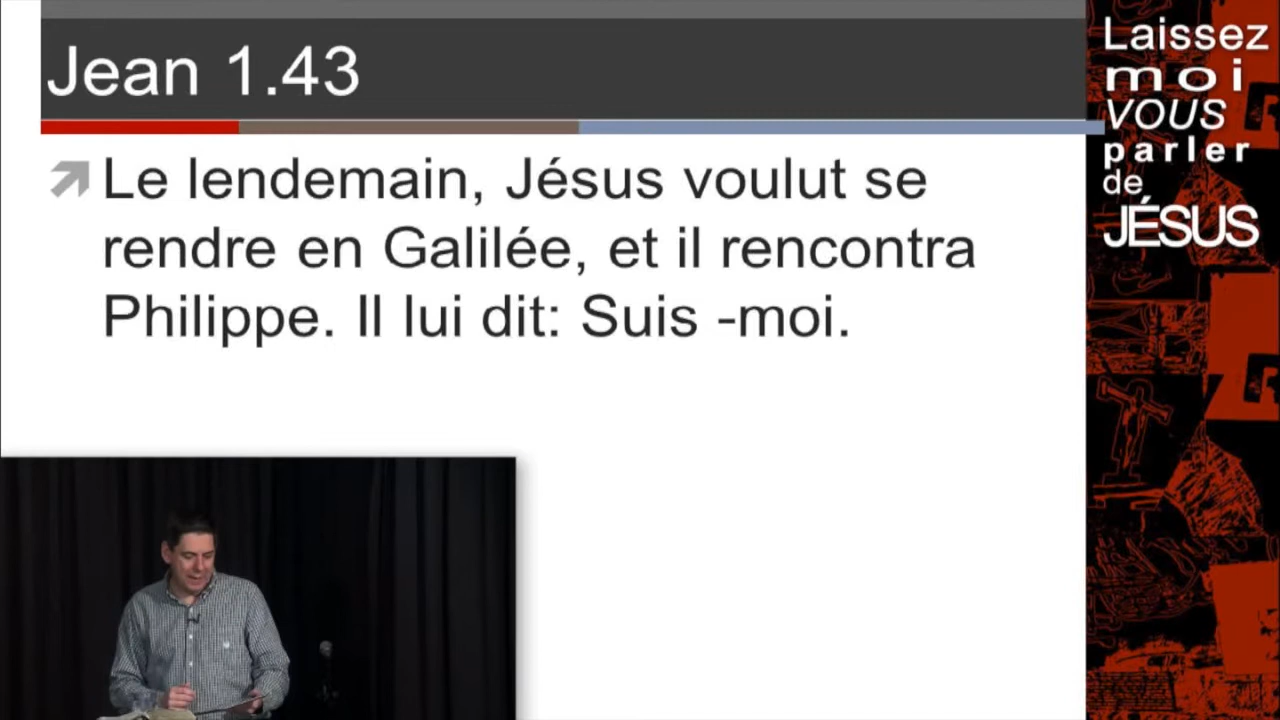 Jean 1.43
Le lendemain, Jésus voulut se
rendre en Galilée, et il rencontra
Philippe. Il lui dit: Suis -moi.
Laissez
moi
VOUS
parler
de
JÉSUS